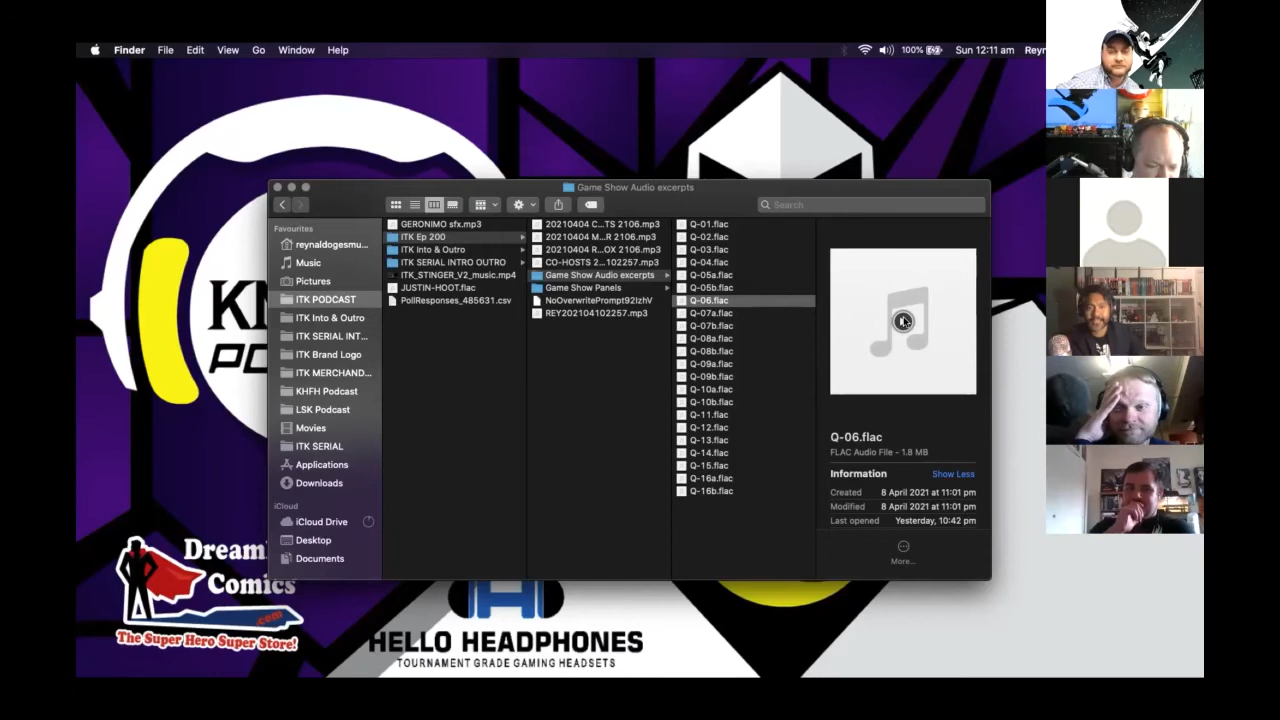 Finder File Edit View Go Window Help
100% Sun 12:11 am Reyn
Game Show Audio excerpts
Search
Favourites
reynaldogesmu...
Music
Pictures
ITK PODCAST
ITK Into & Outro
ITK SERIAL INT...
ITK Brand Logo
ITK MERCHAND...
KHFH Podcast
LSK Podcast
Movies
ITK SERIAL
Applications
Downloads
iCloud
iCloud Drive
Desktop
Documents
GERONIMO sfx.mp3
ITK Ep 200
ITK Into & Outro
ITK SERIAL INTRO OUTRO
ITK_STINGER_V2_music.mp4
JUSTIN-HOOT.flac
PollResponses_485631.csv
20210404 C...TS 2106.mp3
20210404 M...R 2106.mp3
20210404 R...OX 2106.mp3
CO-HOSTS 2...102257.mp3
Game Show Audio excerpts
Game Show Panels
NoOverwritePrompt92IzhV
REY202104102257.mp3
Q-01.flac
Q-02.flac
Q-03.flac
Q-04.flac
Q-05a.flac
Q-05b.flac
Q-06.flac
Q-07a.flac
Q-07b.flac
Q-08a.flac
Q-08b.flac
Q-09a.flac
Q-09b.flac
Q-10a.flac
Q-10b.flac
Q-11.flac
Q-12.flac
Q-13.flac
Q-14.flac
Q-15.flac
Q-16a.flac
Q-16b.flac
Q-06.flac
FLAC Audio File - 1.8 MB
Information Show Less
Created 8 April 2021 at 11:01 pm
Modified 8 April 2021 at 11:01 pm
Last opened Yesterday, 10:42 pm
More...
KN
PO
Dream
Comics
.com
The Super Hero Super Store!
HELLO HEADPHONES
TOURNAMENT GRADE GAMING HEADSETS